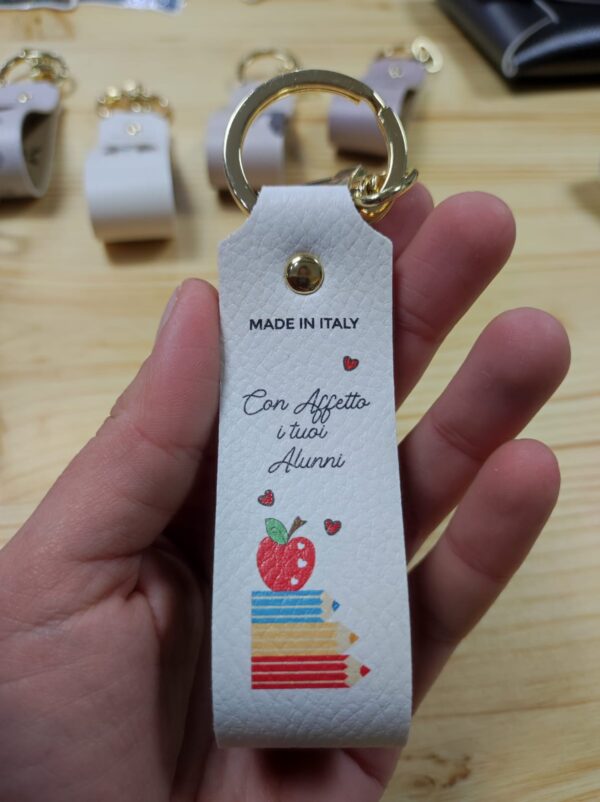 MADE IN ITALY
Con Affetto
i tuoi
Alunni